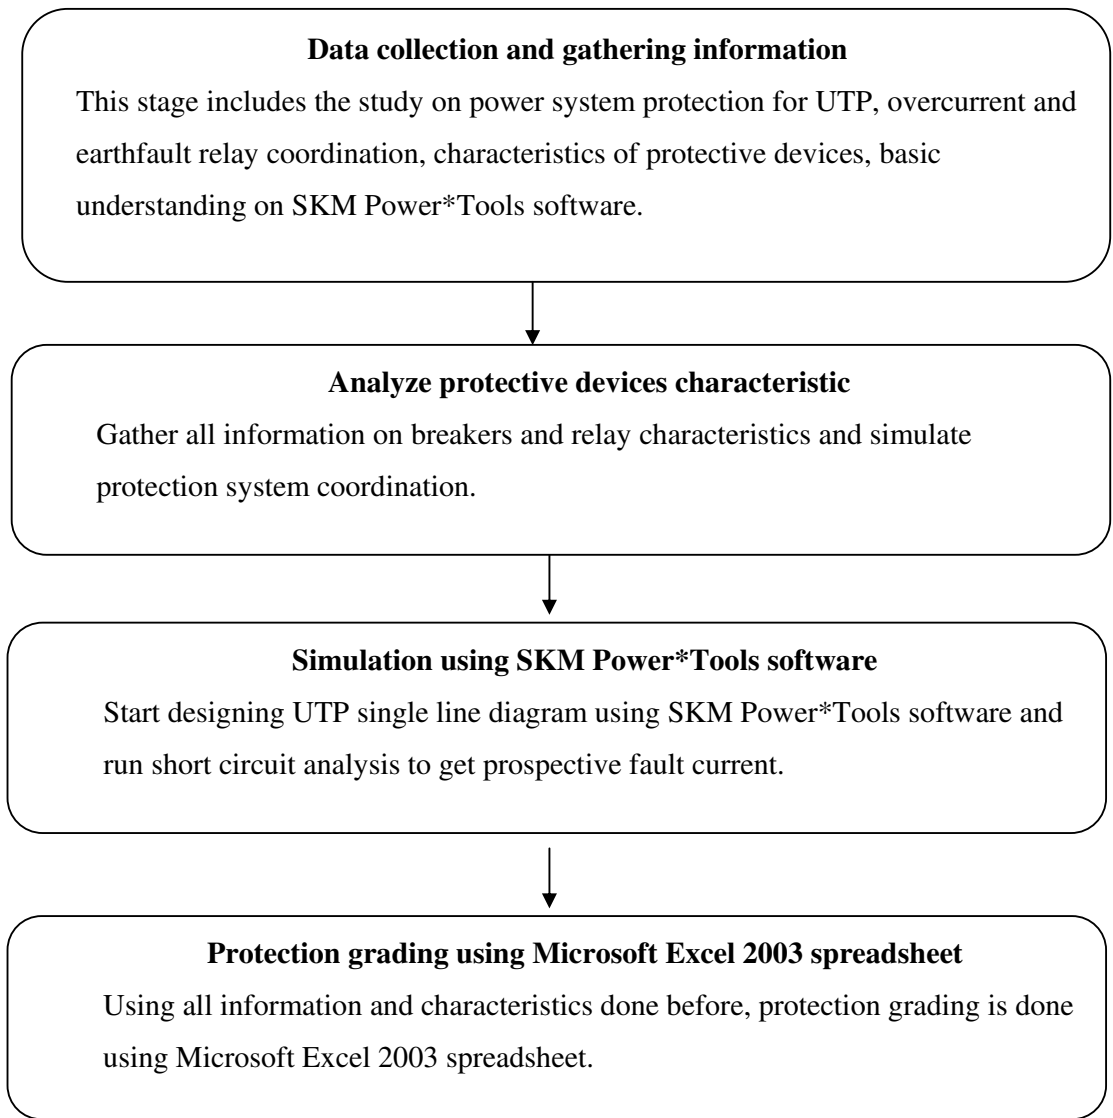 Data collection and gathering information
This stage includes the study on power system protection for UTP, overcurrent and
earthfault relay coordination, characteristics of protective devices, basic
understanding on SKM Power*Tools software.
Analyze protective devices characteristic
Gather all information on breakers and relay characteristics and simulate
protection system coordination.
Simulation using SKM Power*Tools software
Start designing UTP single line diagram using SKM Power*Tools software and
run short circuit analysis to get prospective fault current.
Protection grading using Microsoft Excel 2003 spreadsheet
Using all information and characteristics done before, protection grading is done
using Microsoft Excel 2003 spreadsheet.